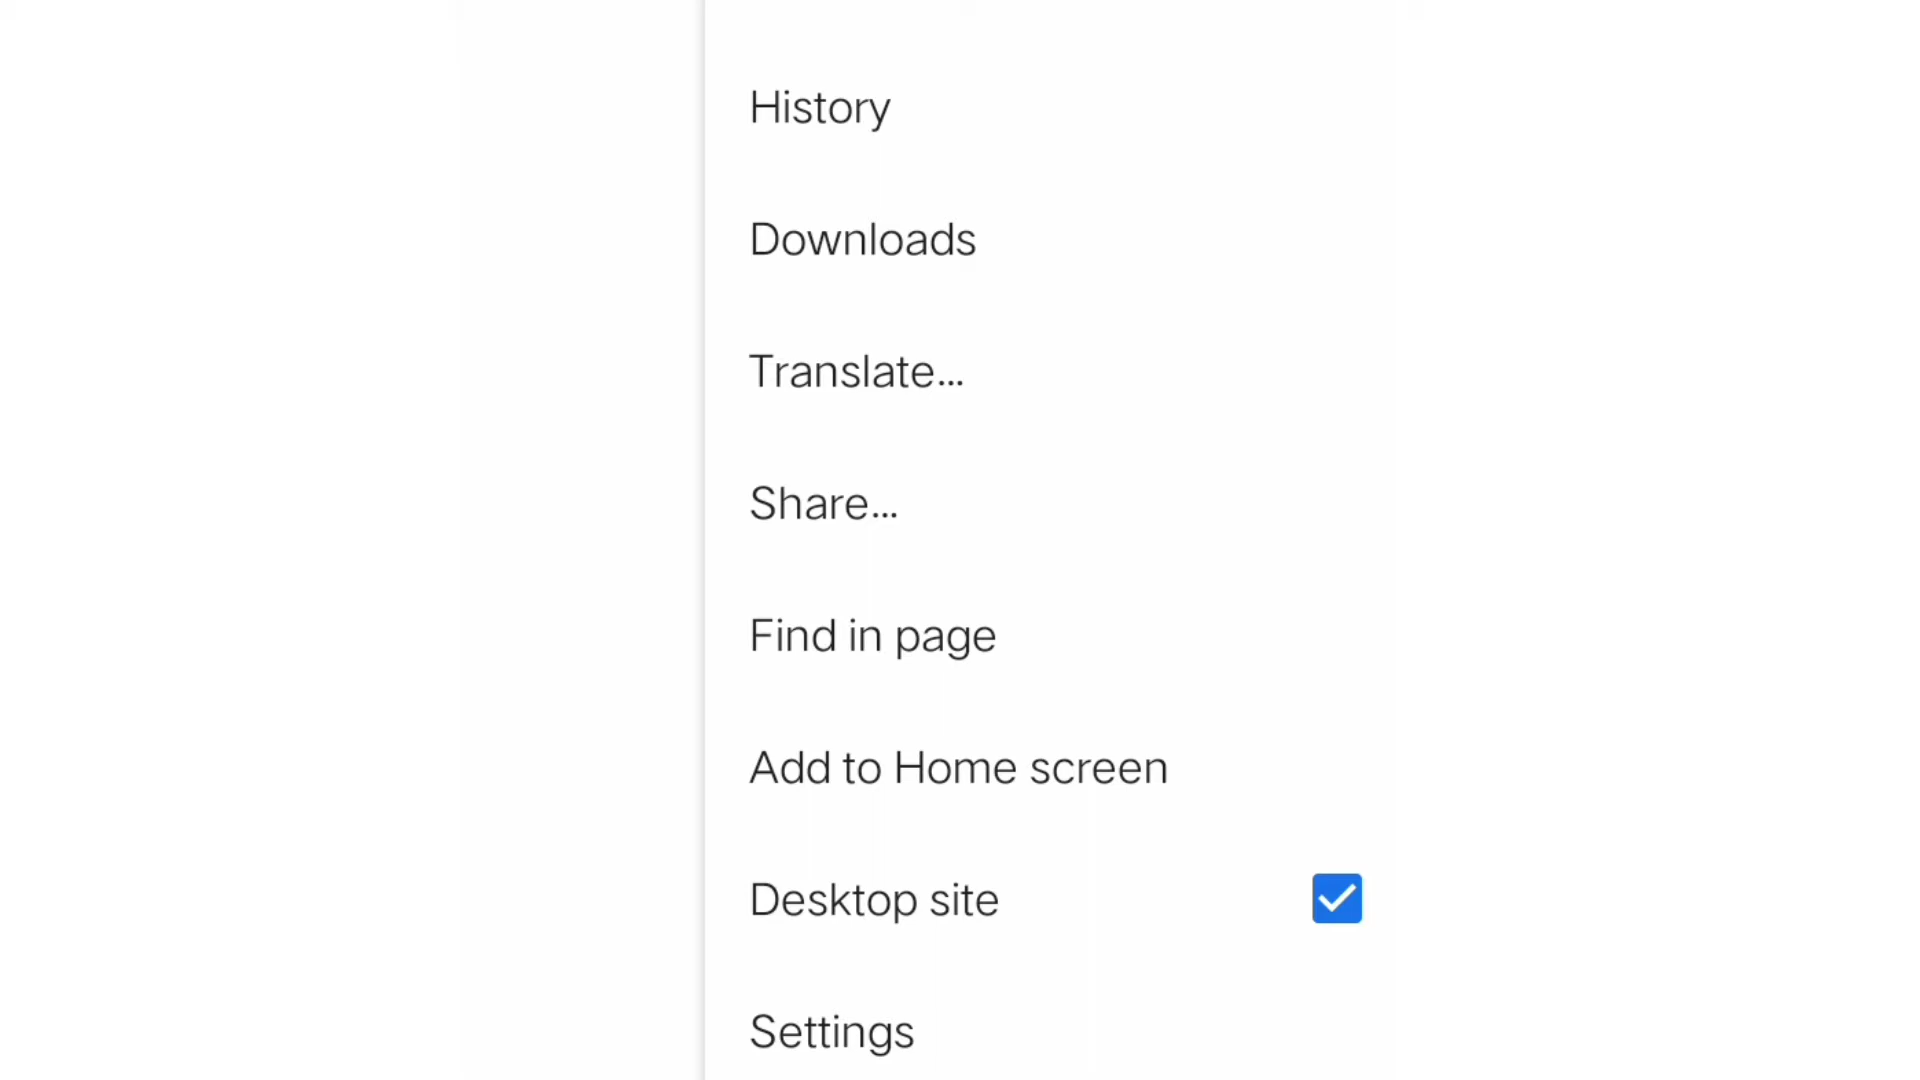 History
Downloads
Translate...
Share...
Find in page
Add to Home screen
Desktop site
Settings